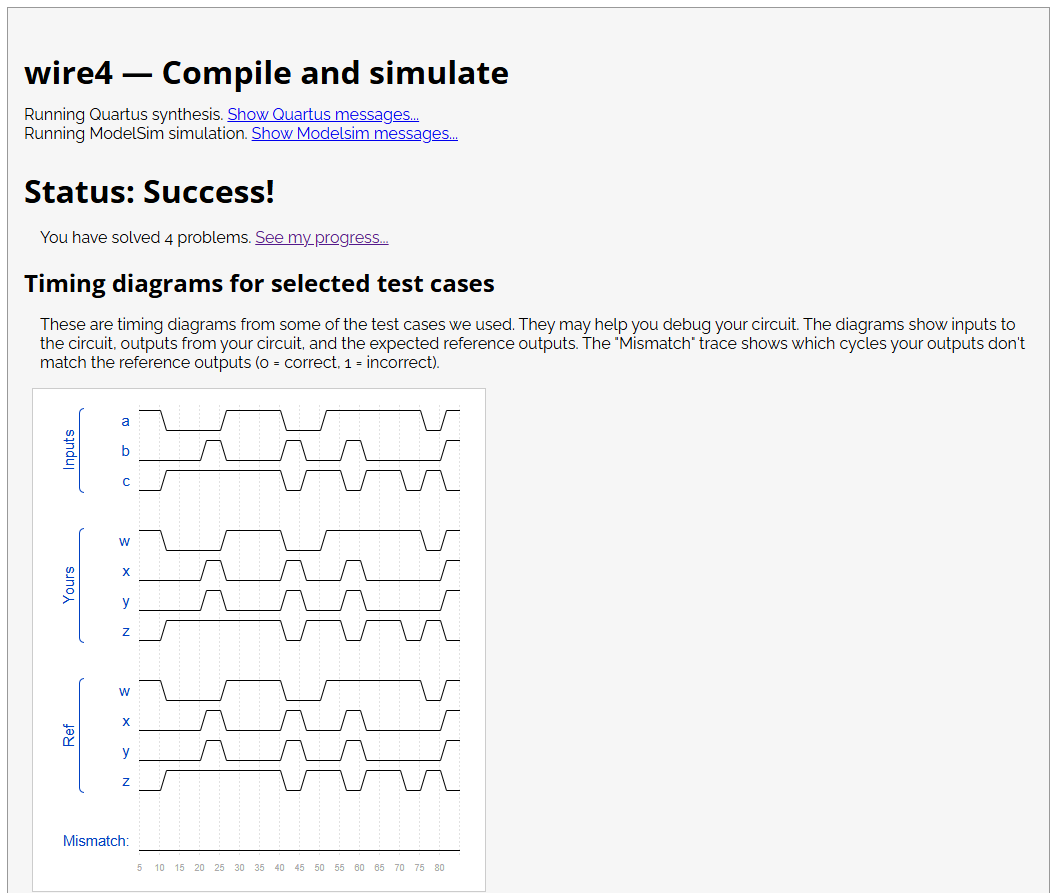 wire4 — Compile and simulate
Running Quartus synthesis. Show Quartus messages...
Running ModelSim simulation. Show Modelsim messages...
Status: Success!
You have solved 4 problems. See my progress...
Timing diagrams for selected test cases
These are timing diagrams from some of the test cases we used. They may help you debug your circuit. The diagrams show inputs to
the circuit, outputs from your circuit, and the expected reference outputs. The "Mismatch" trace shows which cycles your outputs don't
match the reference outputs (0 = correct, 1 = incorrect).
Inputs
a
b
c
Yours
w
x
y
z
Ref
w
x
y
z
Mismatch:
5 10 15 20 25 30 35 40 45 50 55 60 65 70 75 80